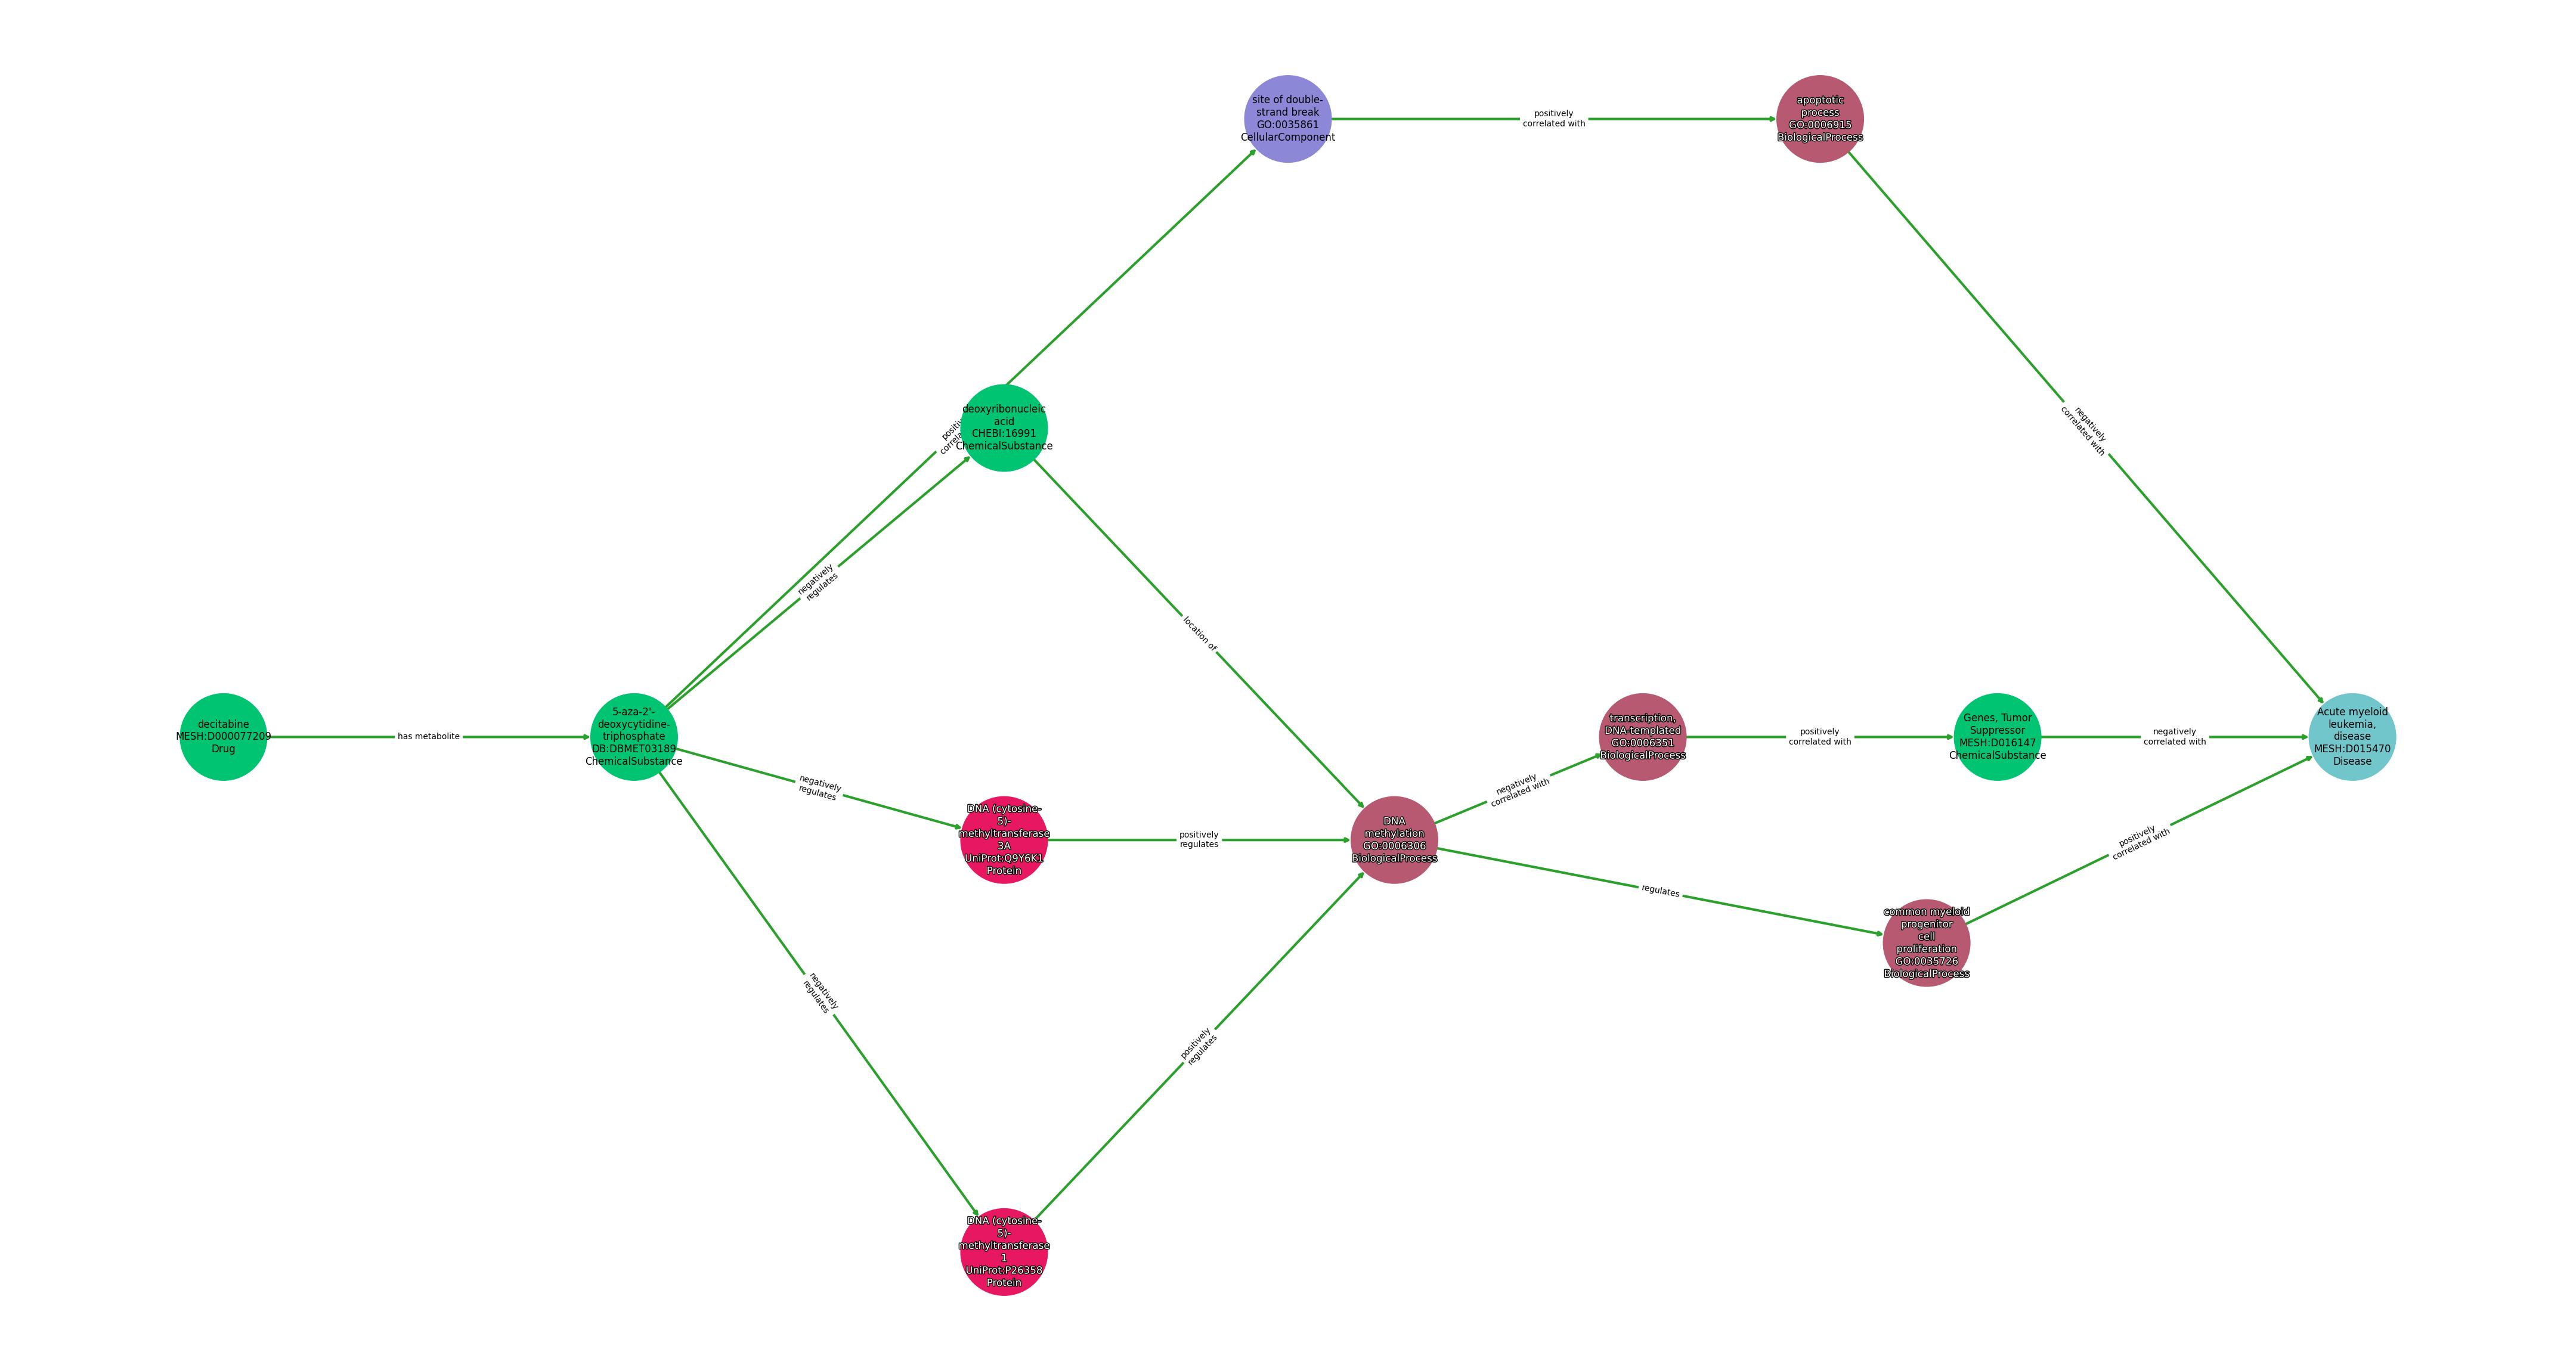 site of double-
strand break
GO:0035861
CellularComponent
positively
correlated with
apoptotic
process
GO:0006915
BiologicalProcess
negatively
correlated with
deoxyribonucleic
acid
CHEBI:16991
ChemicalSubstance
negatively
regulates
location of
decitabine
MESH:D000077209
Drug
has metabolite
5-aza-2'-
deoxycytidine-
triphosphate
DB:DBMET03189
ChemicalSubstance
negatively
regulates
DNA (cytosine-
5)-
methyltransferase
3A
UniProt:Q9Y6K1
Protein
positively
regulates
DNA
methylation
GO:0006306
BiologicalProcess
negatively
correlated with
transcription,
DNA-templated
GO:0006351
BiologicalProcess
positively
correlated with
Genes, Tumor
Suppressor
MESH:D016147
ChemicalSubstance
negatively
correlated with
Acute myeloid
leukemia,
disease
MESH:D015470
Disease
regulates
common myeloid
progenitor
cell
proliferation
GO:0035726
BiologicalProcess
positively
correlated with
negatively
regulates
positively
regulates
DNA (cytosine-
5)-
methyltransferase
1
UniProt:P26358
Protein